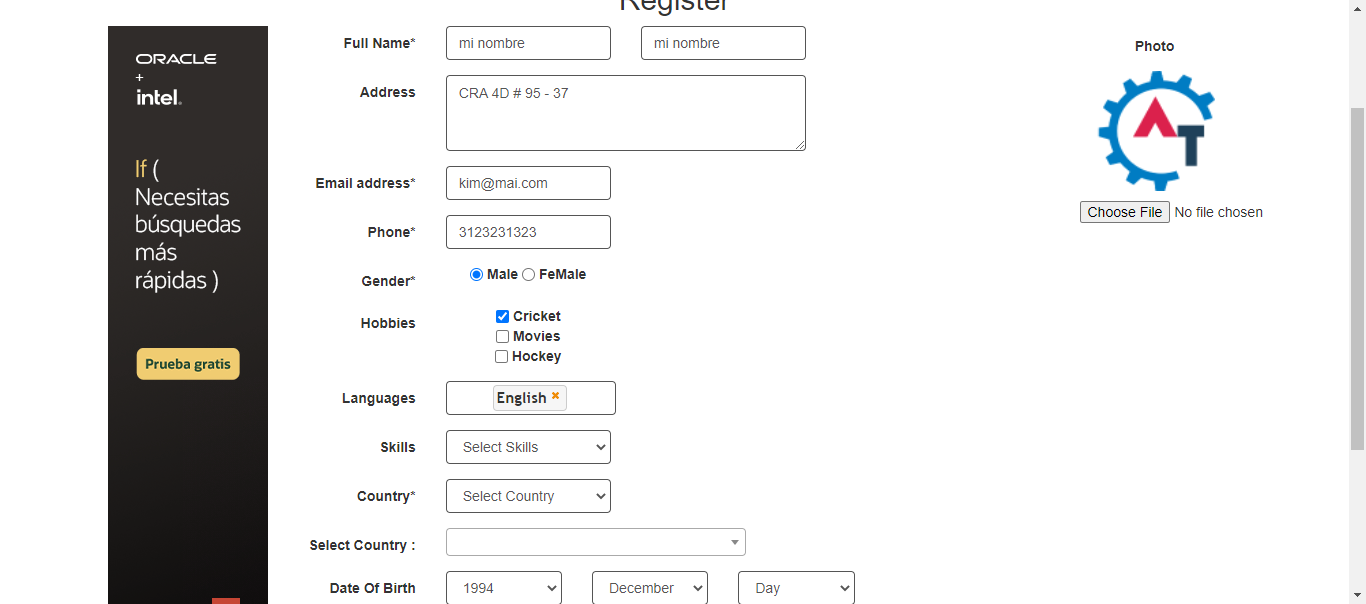 Register
ORACLE
+
intel.
If (
Necesitas
búsquedas
más
rápidas )
Prueba gratis
Full Name* mi nombre mi nombre
Address CRA 4D # 95 - 37
Email address* kim@mai.com
Phone* 3123231323
Gender* Male FeMale
Hobbies Cricket
Movies
Hockey
Languages English
Skills Select Skills
Country* Select Country
Select Country :
Date Of Birth 1994 December Day
Photo
AT
Choose File No file chosen